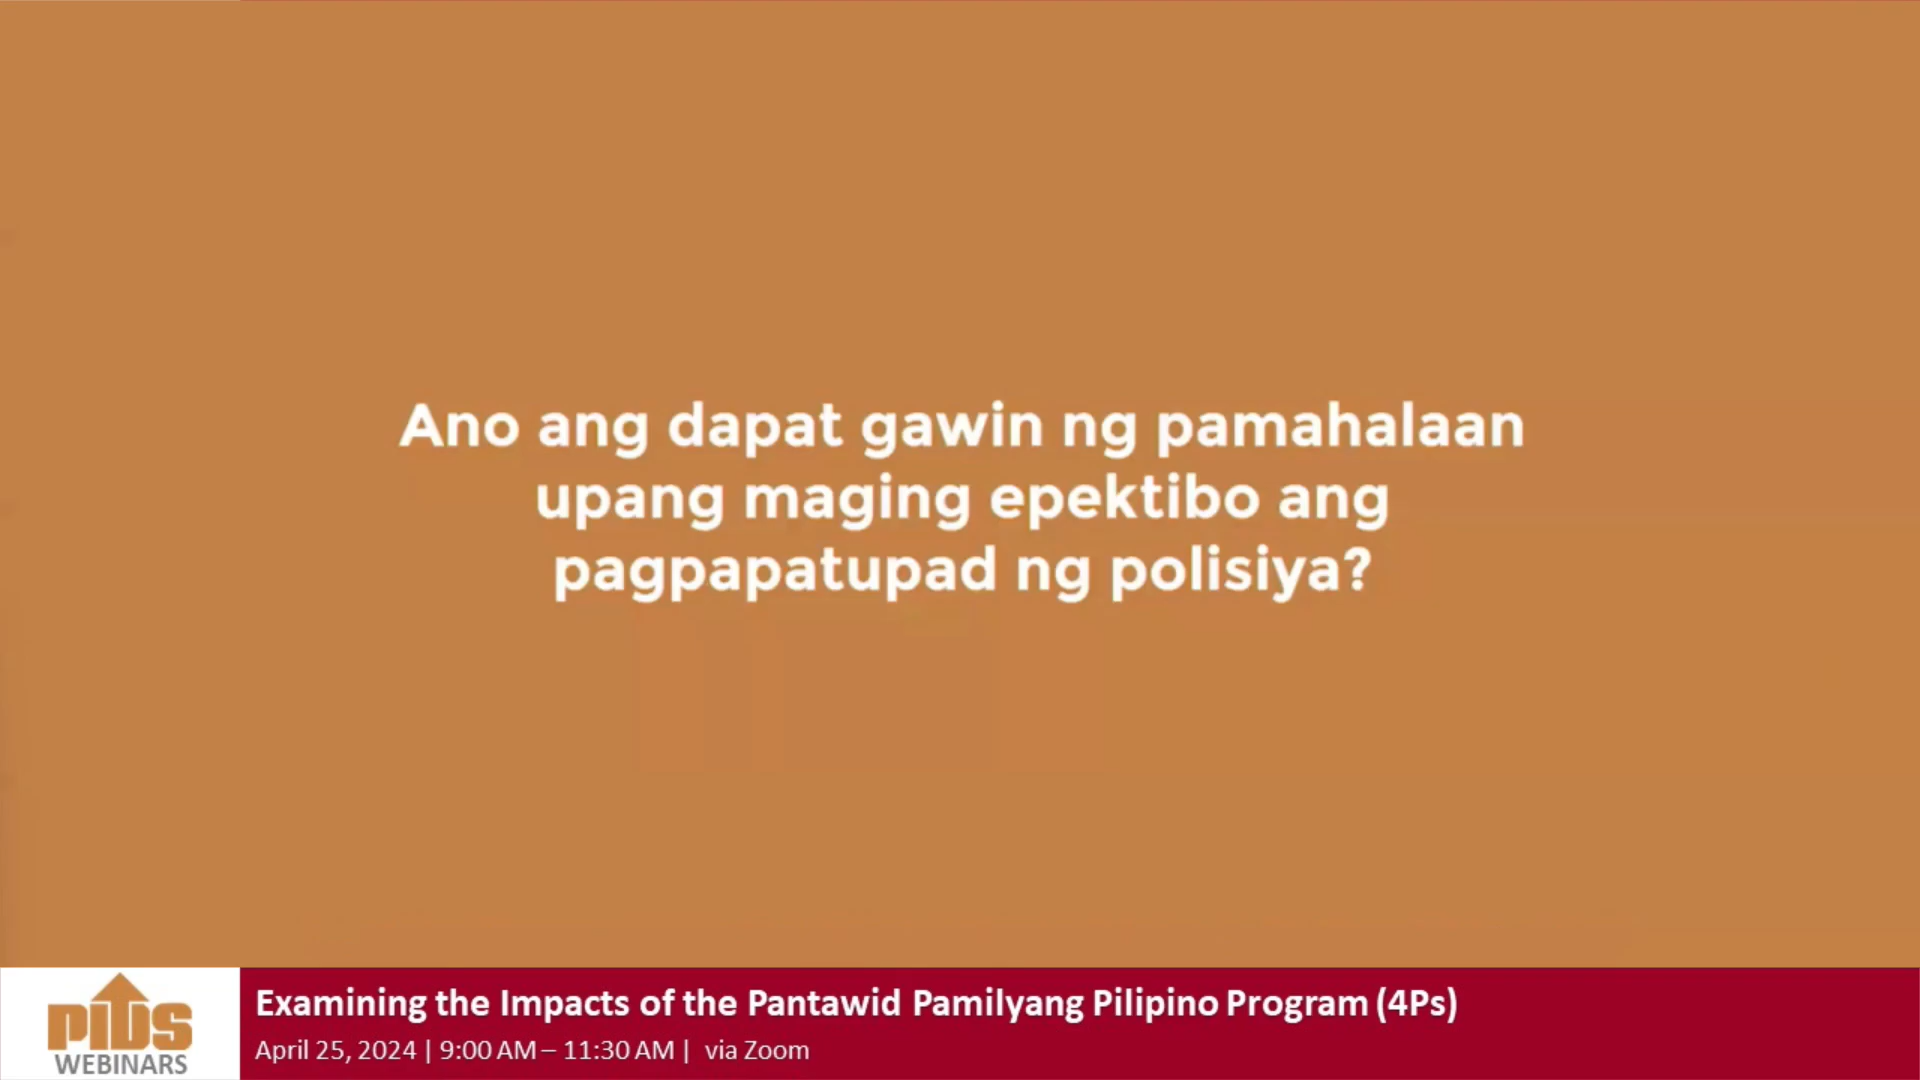 Ano ang dapat gawin ng pamahalaan
upang maging epektibo ang
pagpapatupad ng polisiya?
PIDS
WEBINARS
Examining the Impacts of the Pantawid Pamilyang Pilipino Program (4Ps)
April 25, 2024 | 9:00 AM – 11:30 AM | via Zoom